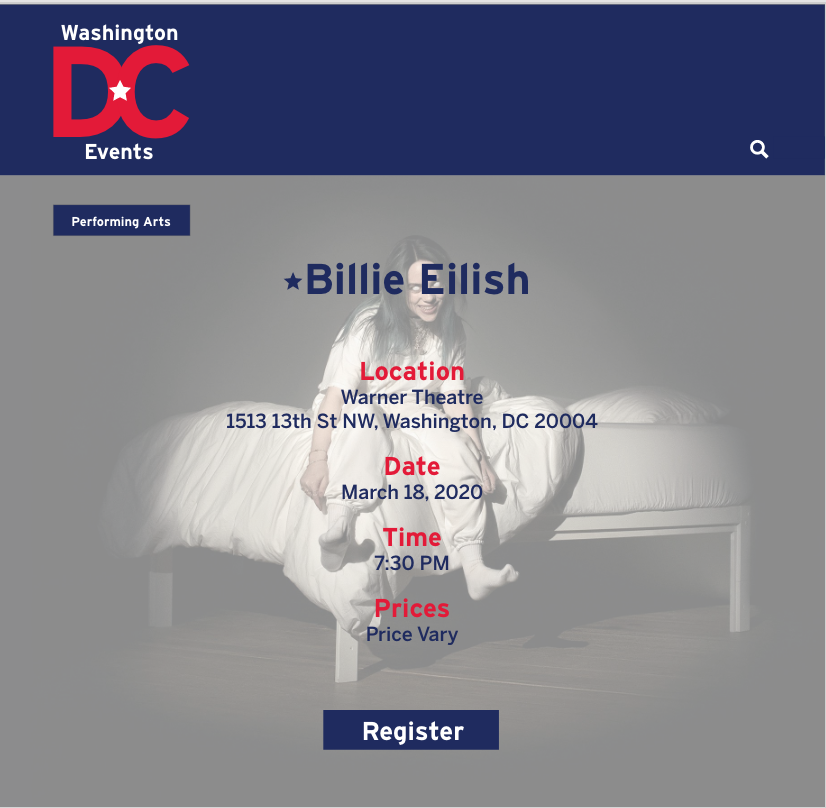 Washington
DC
Events
Performing Arts
Billie Eilish
Location
Warner Theatre
1513 13th St NW, Washington, DC 20004
Date
March 18, 2020
Time
7:30 PM
Prices
Price Vary
Register